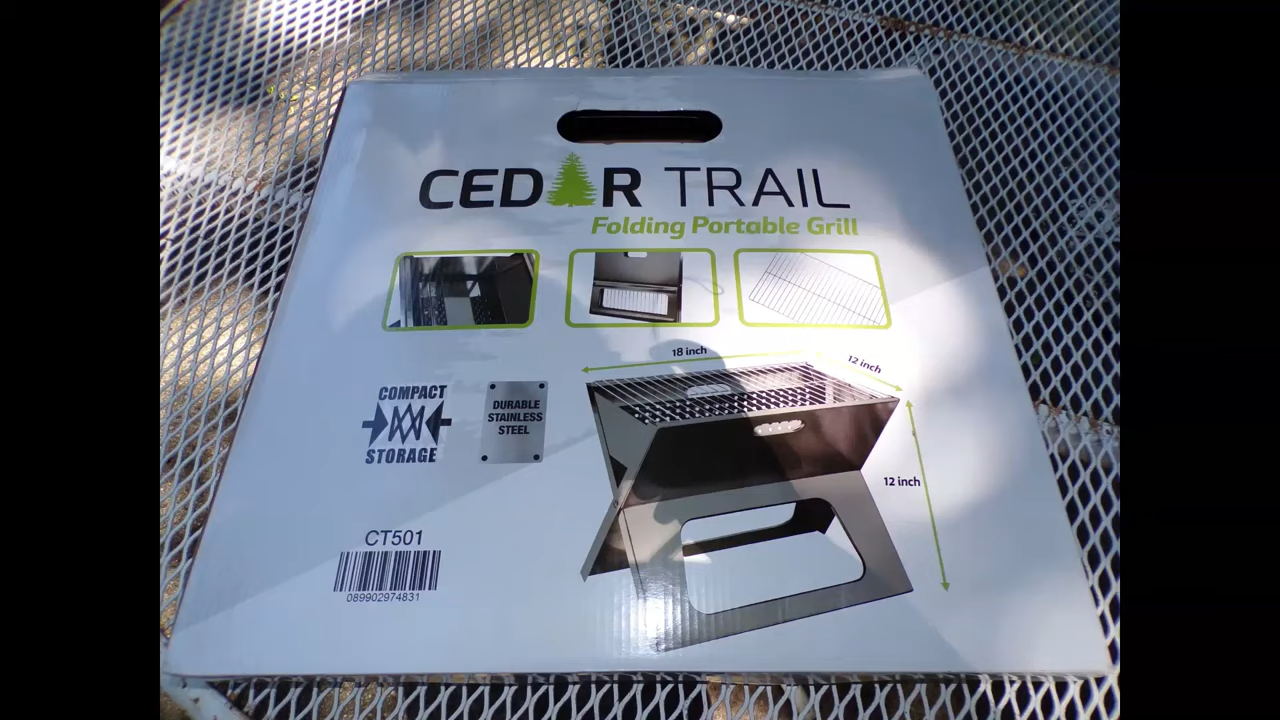 CEDAR TRAIL
Folding Portable Grill
18 inch
12 inch
COMPACT
STORAGE
DURABLE
STAINLESS
STEEL
12 inch
CT501
089902974831